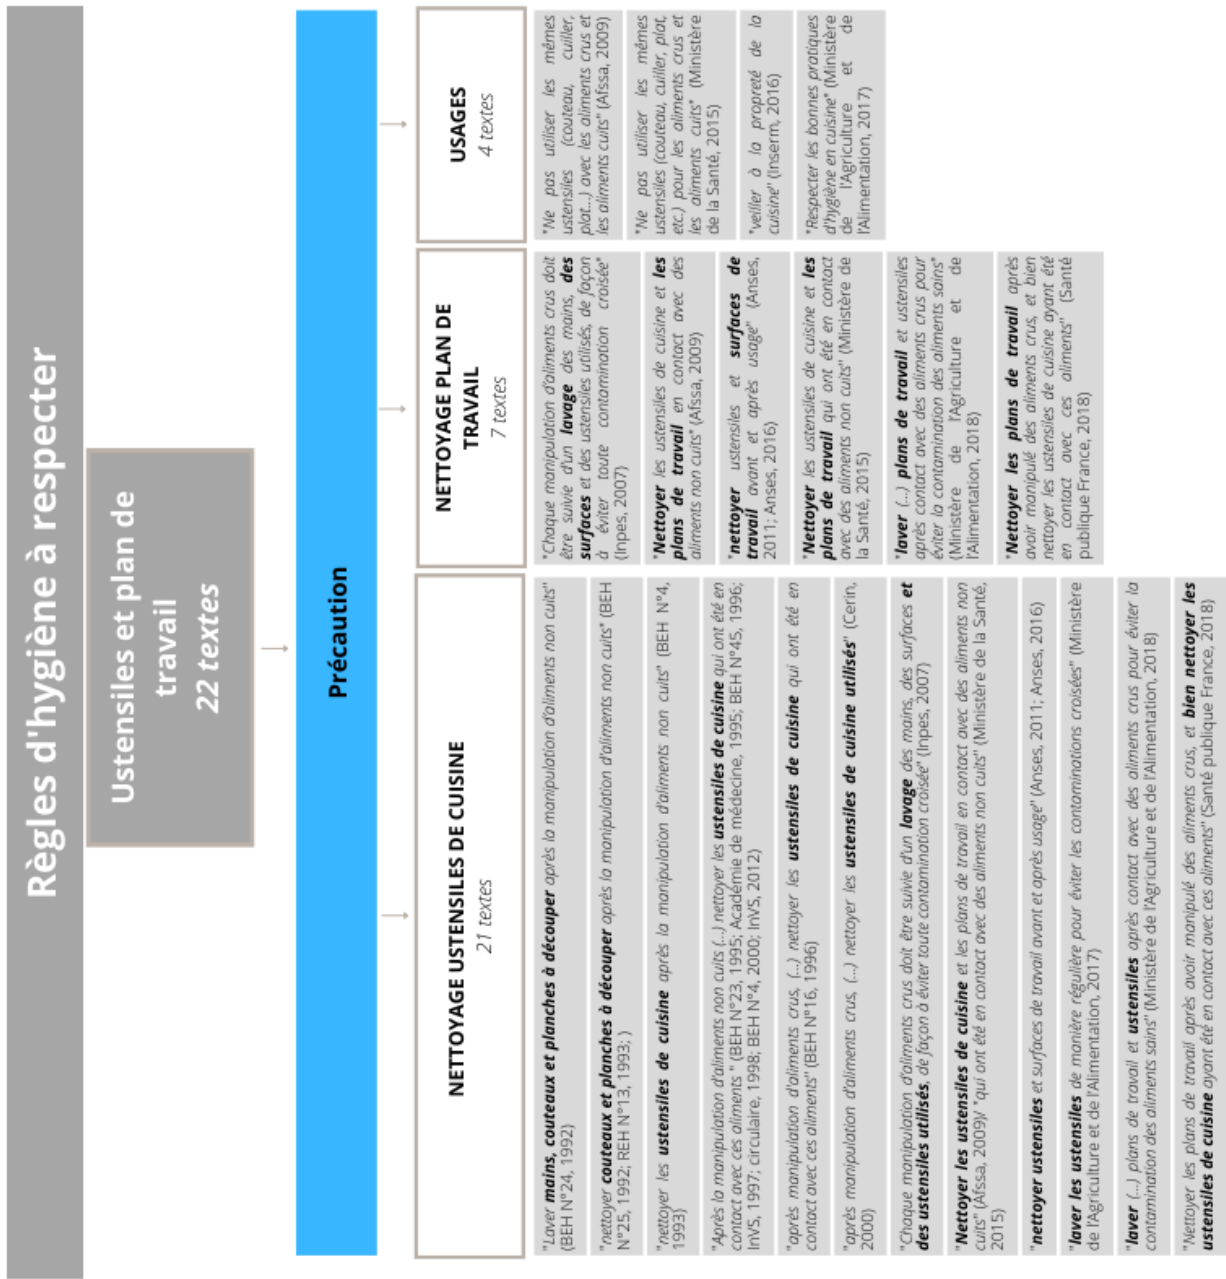 Règles d'hygiène à respecter
Ustensiles et plan de
travail
22 textes
Précaution
NETTOYAGE USTENSILES DE CUISINE
21 textes
"Laver mains, couteaux et planches à découper après la manipulation d'aliments non cuits"
(BEH N°24, 1992)
"nettoyer couteaux et planches à découper après la manipulation d'aliments non cuits" (BEH
N°25, 1992; REH N°13, 1993; )
"nettoyer les ustensiles de cuisine après la manipulation d'aliments non cuits" (BEH N°4,
1993)
"Après la manipulation d'aliments non cuits (...) nettoyer les ustensiles de cuisine qui ont été en
contact avec ces aliments " (BEH N°23, 1995; Académie de médecine, 1995; BEH N°45, 1996;
InVS, 1997; circulaire, 1998; BEH N°4, 2000; InVS, 2012)
"après manipulation d'aliments crus, (...) nettoyer les ustensiles de cuisine qui ont été en
contact avec ces aliments" (BEH N°16, 1996)
"après manipulation d'aliments crus, (...) nettoyer les ustensiles de cuisine utilisés" (Cerin,
2000)
"Chaque manipulation d'aliments crus doit être suivie d'un lavage des mains, des surfaces et
des ustensiles utilisés, de façon à éviter toute contamination croisée" (Inpes, 2007)
"Nettoyer les ustensiles de cuisine et les plans de travail en contact avec des aliments non
cuits" (Afssa, 2009)/ "qui ont été en contact avec des aliments non cuits" (Ministère de la Santé,
2015)
"nettoyer ustensiles et surfaces de travail avant et après usage" (Anses, 2011; Anses, 2016)
"laver les ustensiles de manière régulière pour éviter les contaminations croisées" (Ministère
de l'Agriculture et de l'Alimentation, 2017)
"laver (...) plans de travail et ustensiles après contact avec des aliments crus pour éviter la
contamination des aliments sains" (Ministère de l'Agriculture et de l'Alimentation, 2018)
"Nettoyer les plans de travail après avoir manipulé des aliments crus, et bien nettoyer les
ustensiles de cuisine ayant été en contact avec ces aliments" (Santé publique France, 2018)
NETTOYAGE PLAN DE
TRAVAIL
7 textes
"Chaque manipulation d'aliments crus doit
être suivie d'un lavage des mains, des
surfaces et des ustensiles utilisés, de façon
à éviter toute contamination croisée"
(Inpes, 2007)
"Nettoyer les ustensiles de cuisine et les
plans de travail en contact avec des
aliments non cuits" (Afssa, 2009)
"nettoyer ustensiles et surfaces de
travail avant et après usage" (Anses,
2011; Anses, 2016)
"Nettoyer les ustensiles de cuisine et les
plans de travail qui ont été en contact
avec des aliments non cuits" (Ministère de
la Santé, 2015)
"laver (...) plans de travail et ustensiles
après contact avec des aliments crus pour
éviter la contamination des aliments sains"
(Ministère de l'Agriculture et de
l'Alimentation, 2018)
"Nettoyer les plans de travail après
avoir manipulé des aliments crus, et bien
nettoyer les ustensiles de cuisine ayant été
en contact avec ces aliments" (Santé
publique France, 2018)
USAGES
4 textes
"Ne pas utiliser les mêmes
ustensiles (couteau, cuiller,
plat...) avec les aliments crus et
les aliments cuits" (Afssa, 2009)
"Ne pas utiliser les mêmes
ustensiles (couteau, cuiller, plat,
etc.) pour les aliments crus et
les aliments cuits" (Ministère
de la Santé, 2015)
"veiller à la propreté de la
cuisine" (Inserm, 2016)
"Respecter les bonnes pratiques
d'hygiène en cuisine" (Ministère
de l'Agriculture et de
l'Alimentation, 2017)